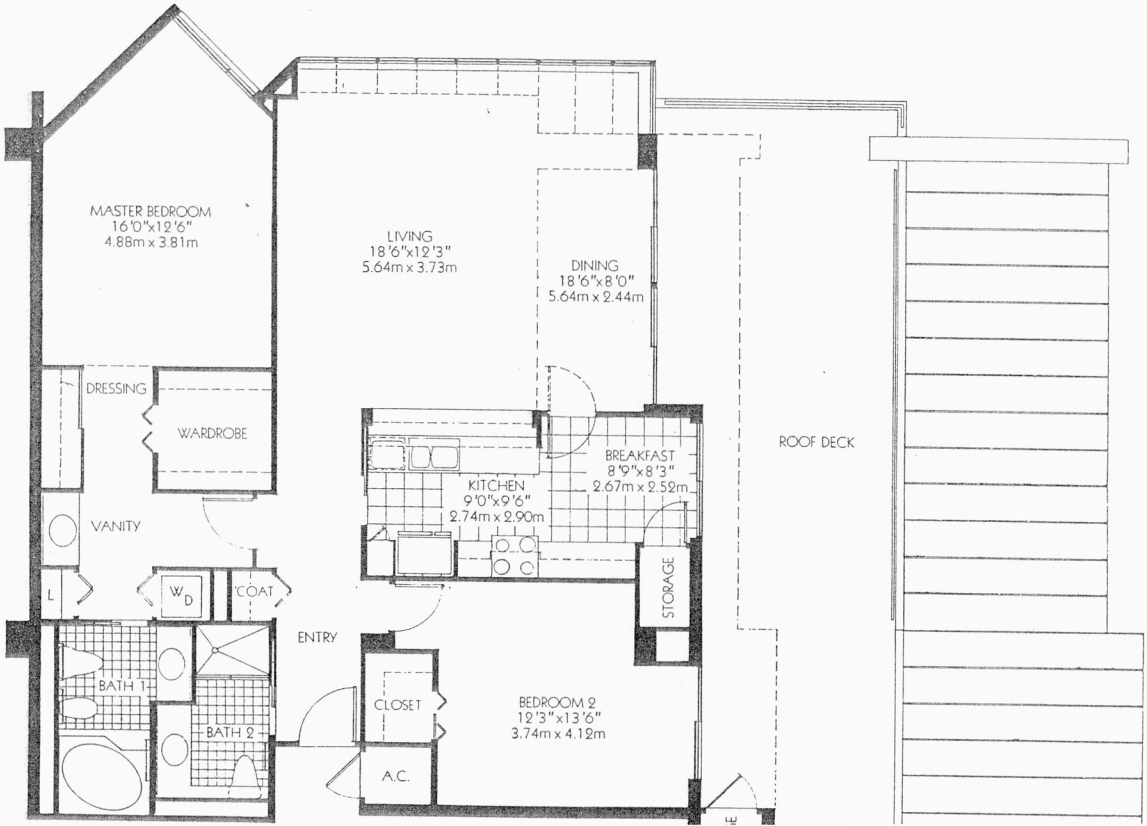 MASTER BEDROOM
16'0"x12'6"
4.88m x 3.81m
LIVING
18'6"x12'3"
5.64m x 3.73m
DINING
18'6"x8'0"
5.64m x 2.44m
DRESSING
WARDROBE
ROOF DECK
BREAKFAST
8'9"x8'3"
2.67m x 2.52m
KITCHEN
9'0"x9'6"
2.74m x 2.90m
VANITY
STORAGE
L
W
D
COAT
ENTRY
BATH 1
BATH 2
CLOSET
BEDROOM 2
12'3"x13'6"
3.74m x 4.12m
A.C.